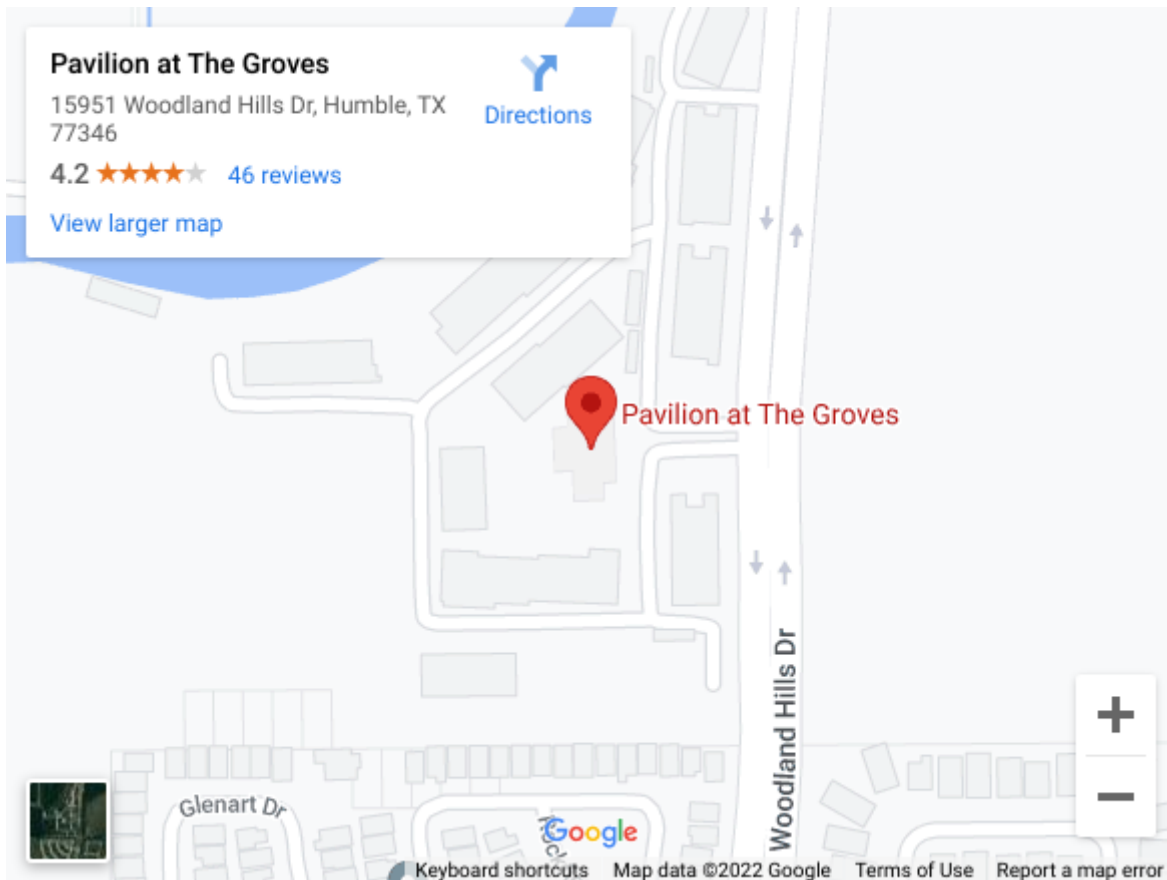 Pavilion at The Groves
15951 Woodland Hills Dr, Humble, TX
77346
Directions
4.2
46 reviews
View larger map
Pavilion at The Groves
Woodland Hills Dr
Glenart Dr
Google
Keyboard shortcuts
Map data ©2022 Google
Terms of Use
Report a map error